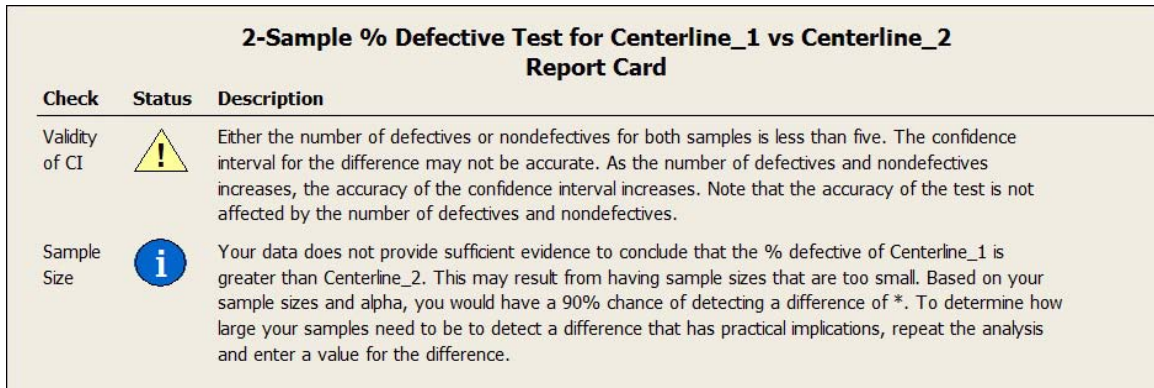 2-Sample % Defective Test for Centerline_1 vs Centerline_2
Report Card
Check Status Description
Validity of CI
!
Either the number of defectives or nondefectives for both samples is less than five. The confidence
interval for the difference may not be accurate. As the number of defectives and nondefectives
increases, the accuracy of the confidence interval increases. Note that the accuracy of the test is not
affected by the number of defectives and nondefectives.
Sample Size
i
Your data does not provide sufficient evidence to conclude that the % defective of Centerline_1 is
greater than Centerline_2. This may result from having sample sizes that are too small. Based on your
sample sizes and alpha, you would have a 90% chance of detecting a difference of *. To determine how
large your samples need to be to detect a difference that has practical implications, repeat the analysis
and enter a value for the difference.